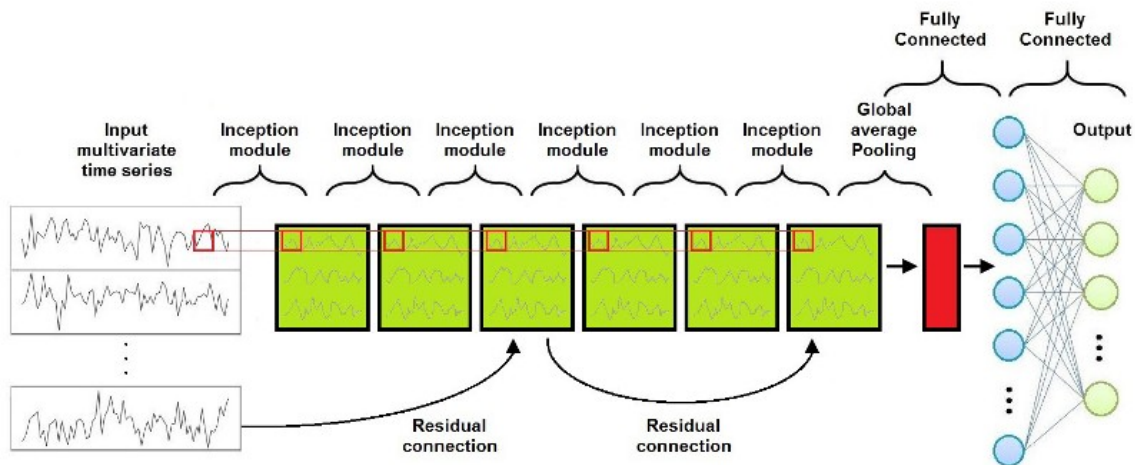 Fully
Connected
Fully
Connected
Input
multivariate
time series
Inception
module
Inception
module
Inception
module
Inception
module
Inception
module
Inception
module
Global
average
Pooling
Output
Residual
connection
Residual
connection